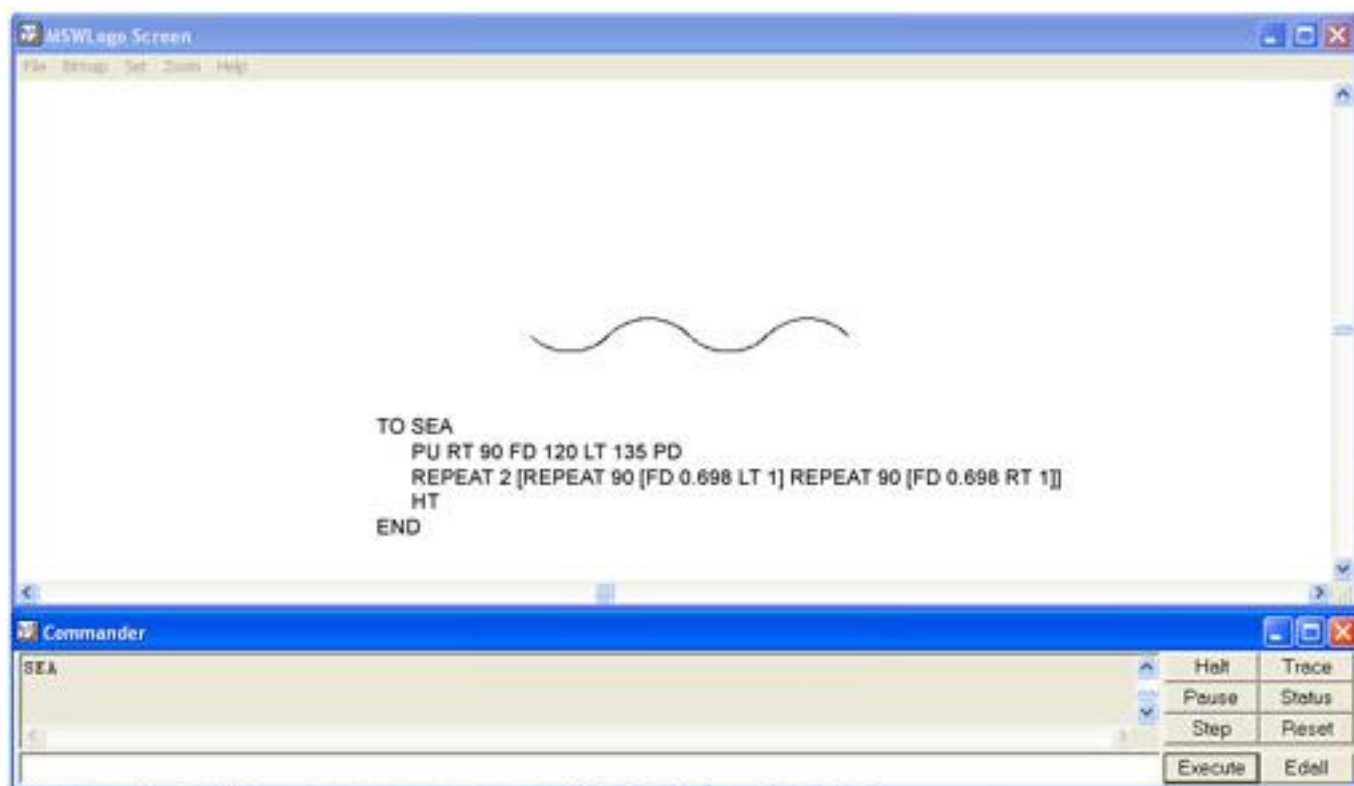 MSWLogo Screen
File Bitmap Set Zoom Help
TO SEA
PU RT 90 FD 120 LT 135 PD
REPEAT 2 [REPEAT 90 [FD 0.698 LT 1] REPEAT 90 [FD 0.698 RT 1]]
HT
END
Commander
SEA
Halt Trace
Pause Status
Step Reset
Execute Edall